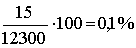 15/12300 · 100 = 0,1%